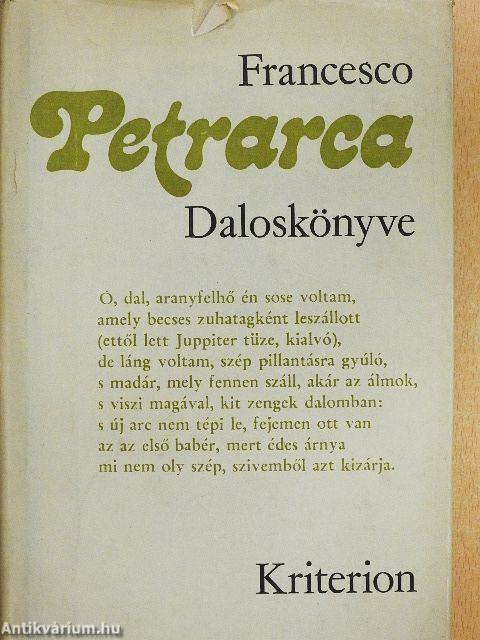 Francesco
Petrarca
Daloskönyve
Ó, dal, aranyfelhő én sose voltam,
amely becses zuhatagként leszállott
(ettől lett Juppiter tüze, kialvó),
de láng voltam, szép pillantásra gyúló,
s madár, mely fennen száll, akár az álmok,
s viszi magával, kit zengek dalomban:
s új arc nem tépi le, fejemen ott van
az az első babér, mert édes árnya
mi nem oly szép, szivemből azt kizárja.
Kriterion
Antikvárium.hu